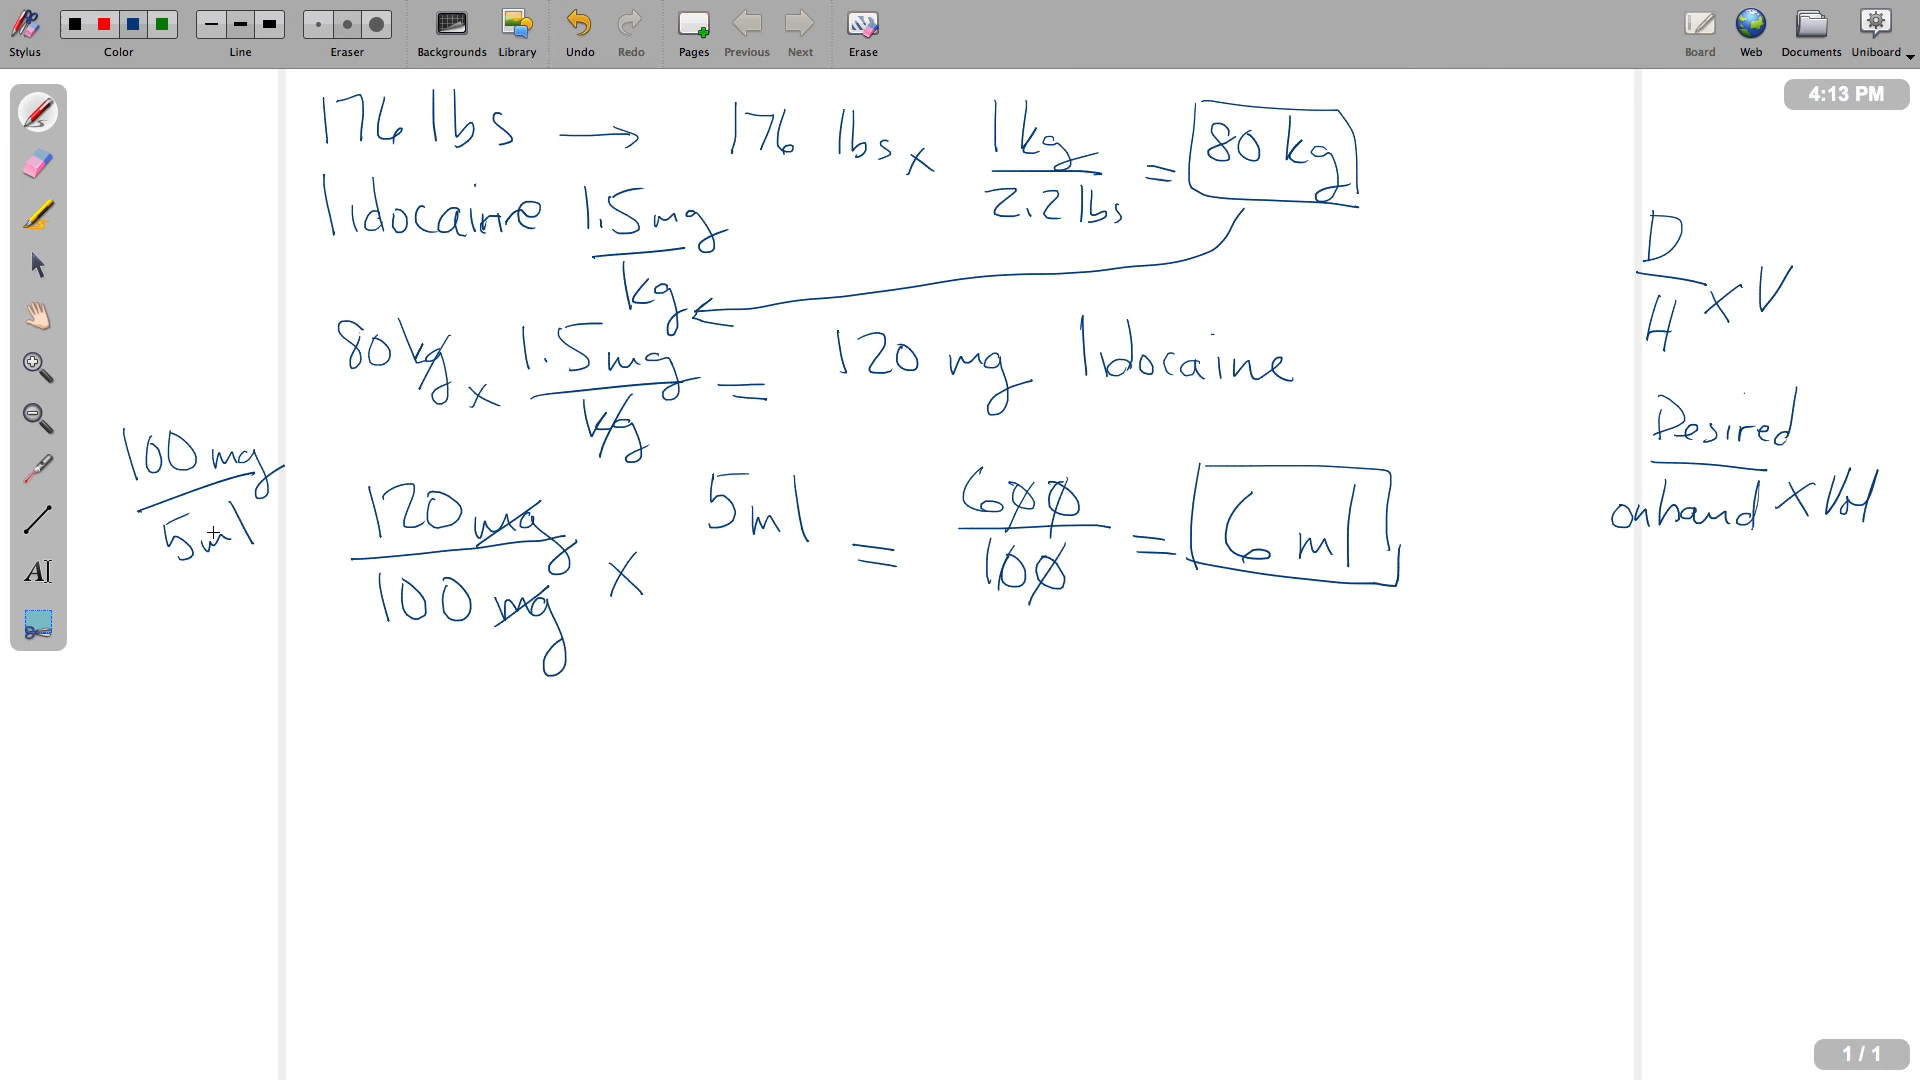 Stylus Color Line Eraser Backgrounds Library Undo Redo Pages Previous Next Erase Board Web Documents Uniboard
4:13 PM
176 lbs → 176 lbs x 1 kg / 2.2 lbs = 80 kg
lidocaine 1.5 mg / kg
80 kg x 1.5 mg / kg = 120 mg lidocaine
100 mg / 5 ml
120 mg / 100 mg x 5 ml = 600 / 100 = 6 ml
D / H x V
Desired / on hand x Vol
AI
1 / 1